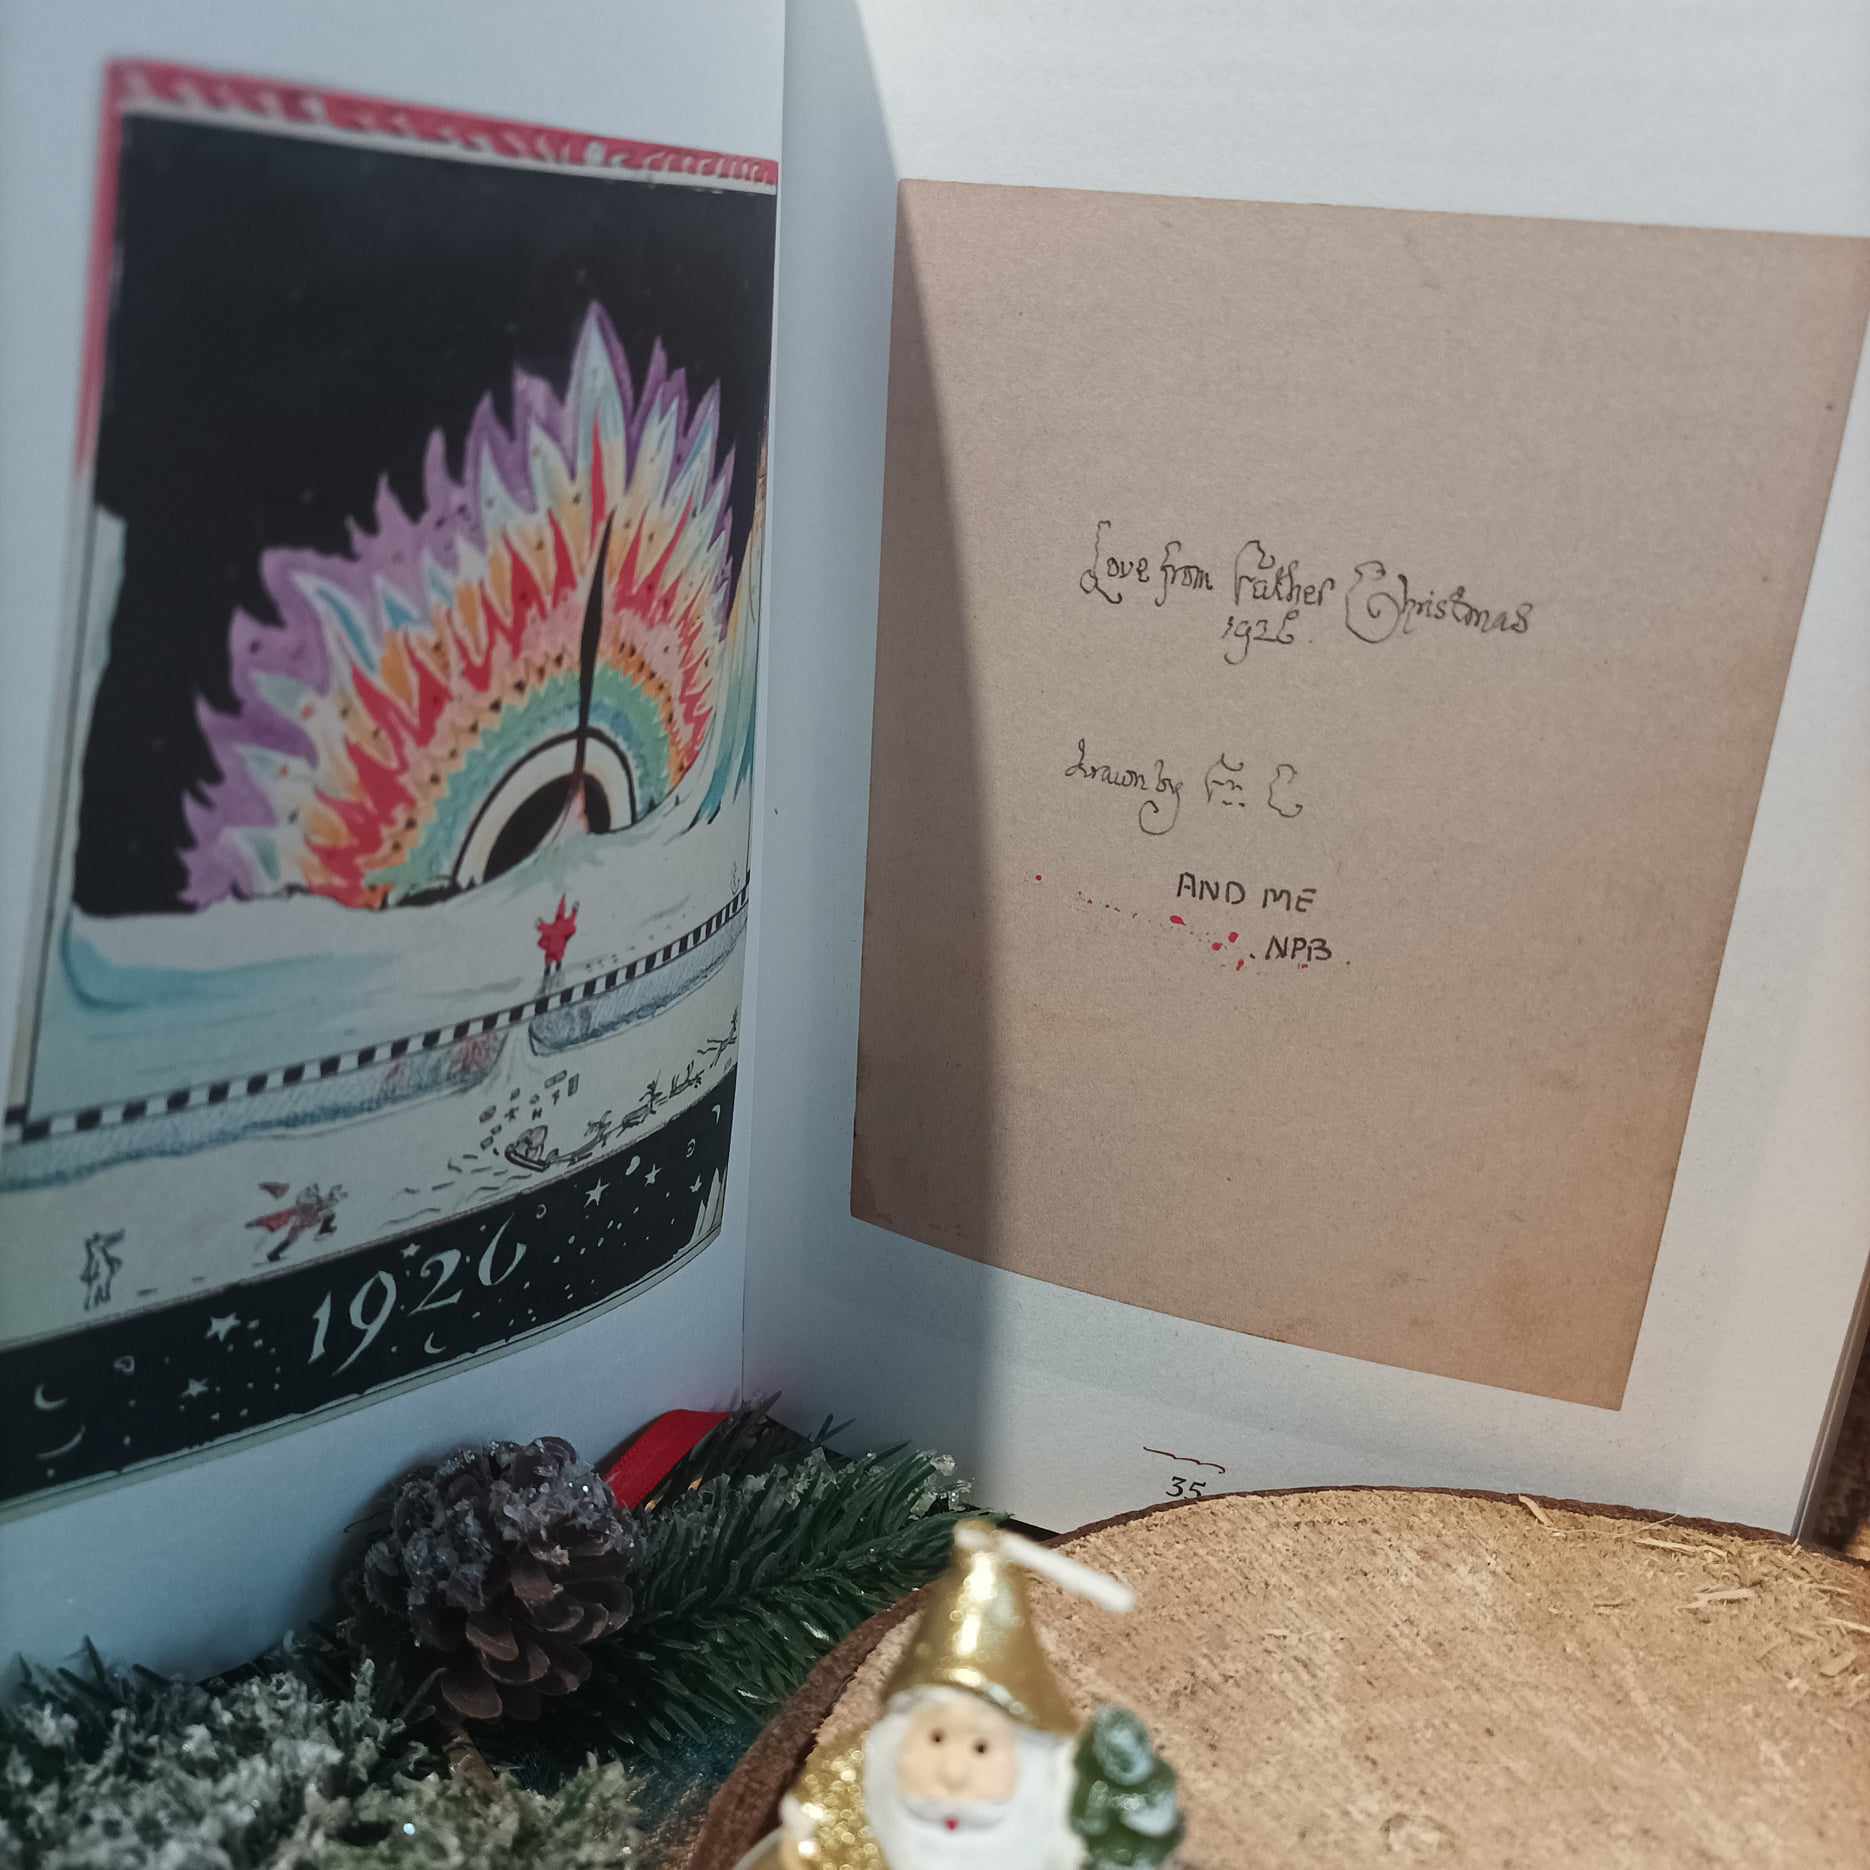 1926
Love from Father Christmas
1926.
drawn by F. C
AND ME
. NPB.
35